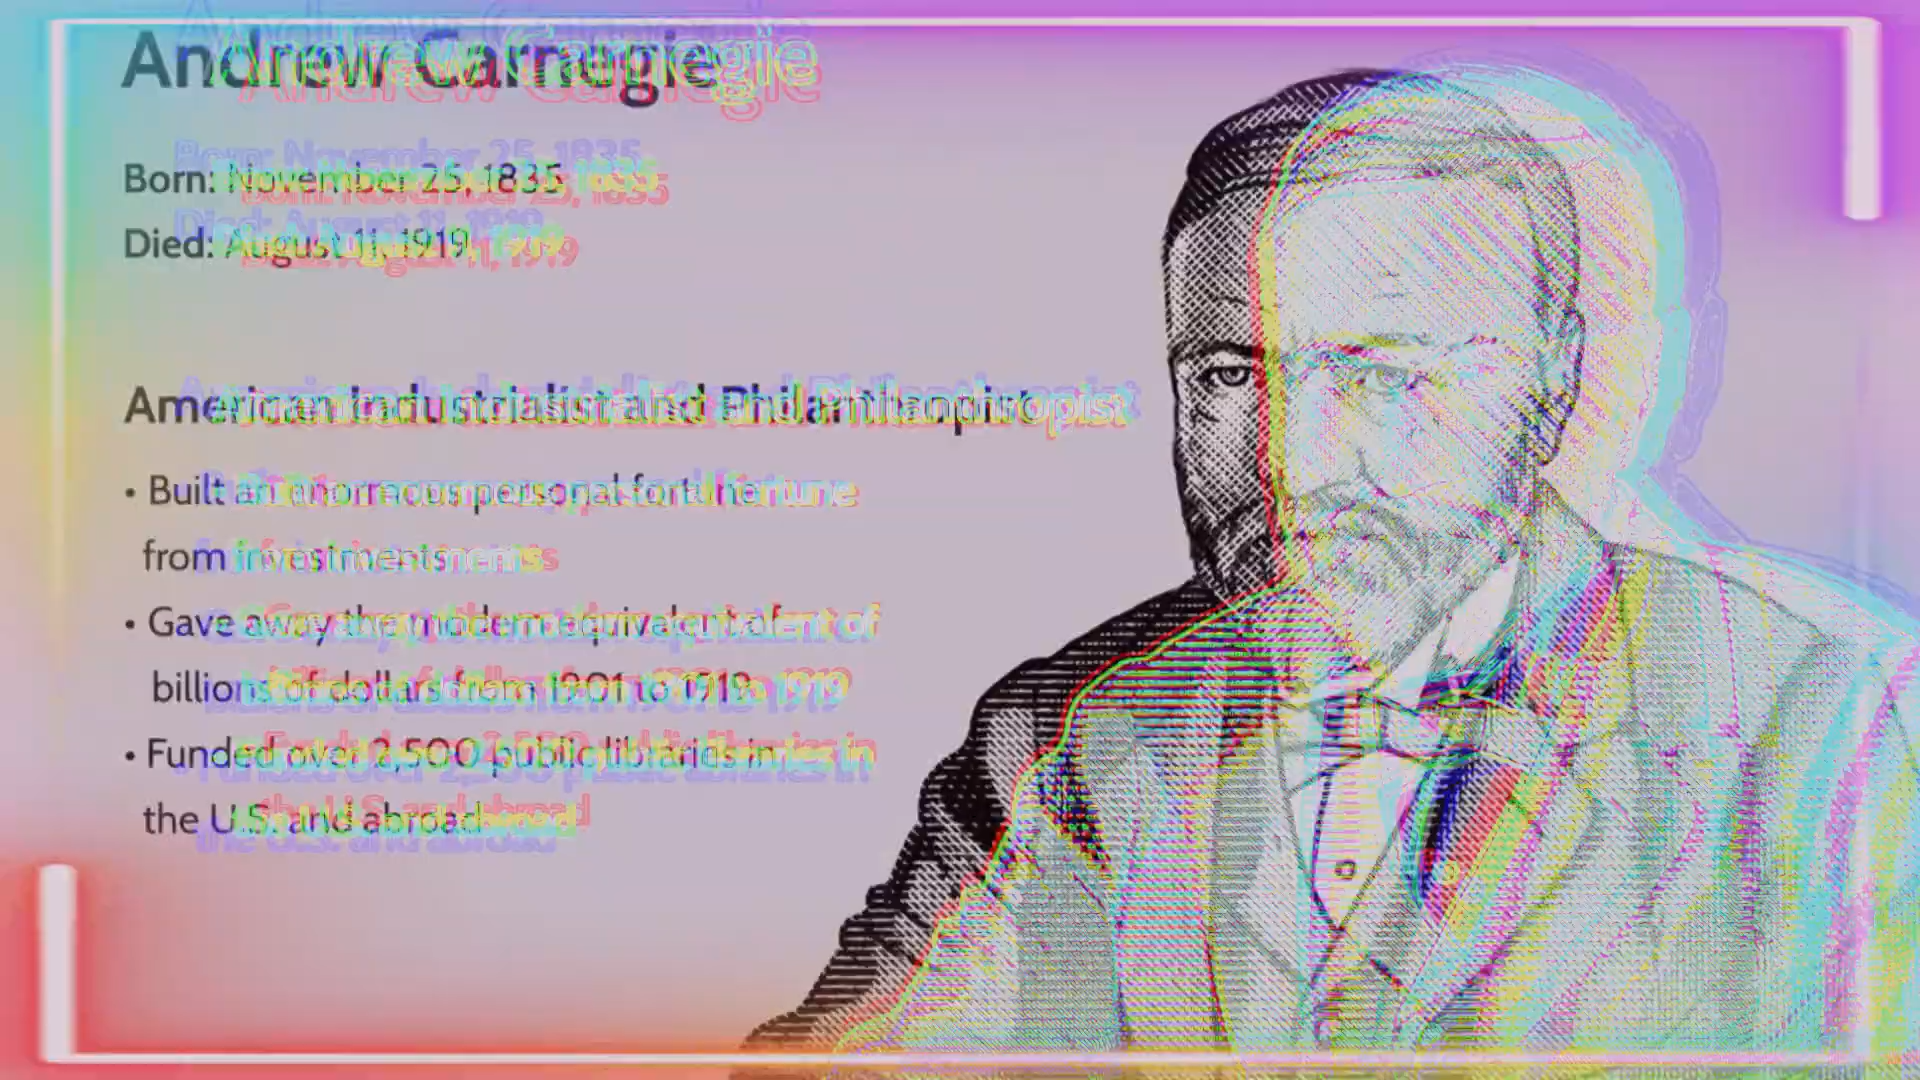 Andrew Carnegie
Born: November 25, 1835
Died: August 11, 1919
American Industrialist and Philanthropist
• Built an enormous personal fortune
from investments
• Gave away the modern equivalent of
billions of dollars from 1901 to 1919
• Funded over 2,500 public libraries in
the U.S. and abroad